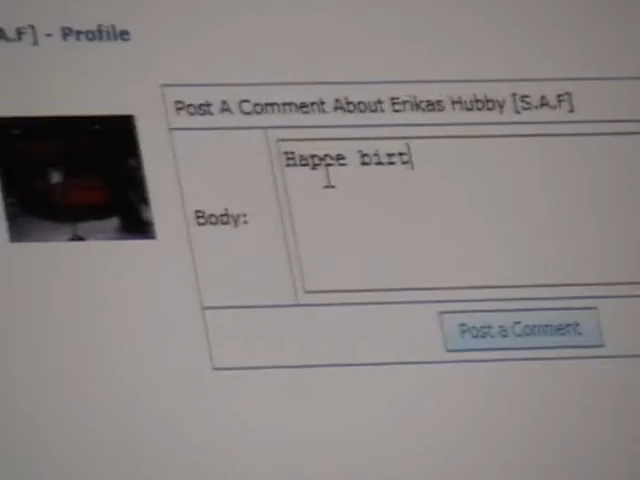 A.F] - Profile
Post A Comment About Erikas Hubby [S.A.F]
Happe birt
Body:
Post a Comment